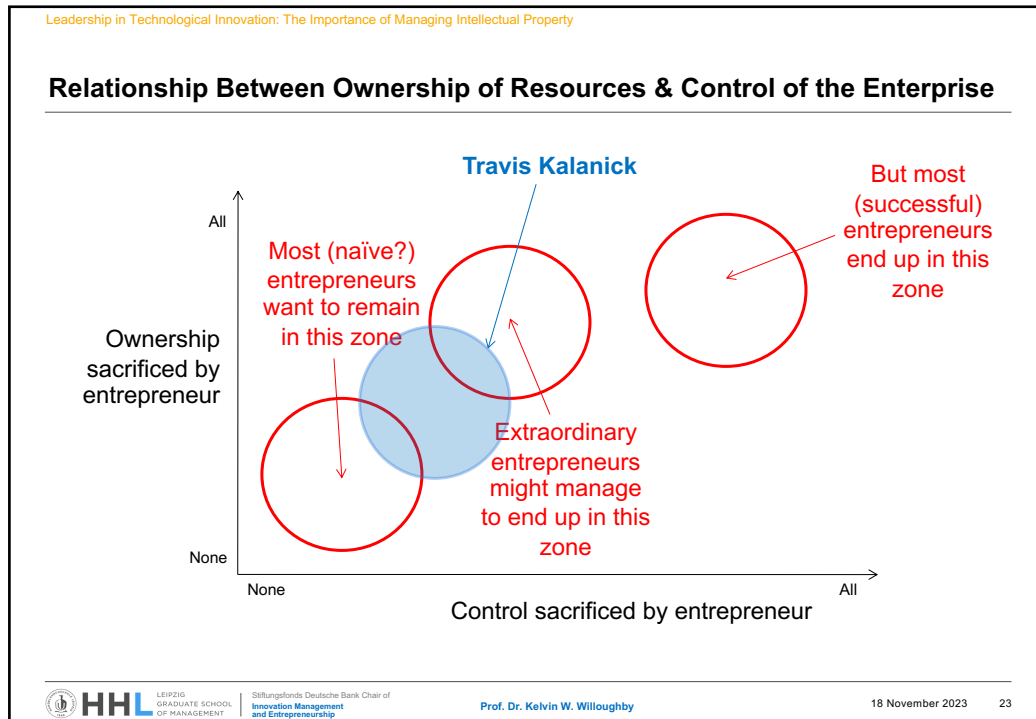 Leadership in Technological Innovation: The Importance of Managing Intellectual Property
Relationship Between Ownership of Resources & Control of the Enterprise
Travis Kalanick
But most
(successful)
entrepreneurs
end up in this
zone
All
Most (naïve?)
entrepreneurs
want to remain
in this zone
Ownership
sacrificed by
entrepreneur
Extraordinary
entrepreneurs
might manage
to end up in this
zone
None
None
All
Control sacrificed by entrepreneur
HHL
LEIPZIG
GRADUATE SCHOOL
OF MANAGEMENT
Stiftungsfonds Deutsche Bank Chair of
Innovation Management
and Entrepreneurship
Prof. Dr. Kelvin W. Willoughby
18 November 2023
23